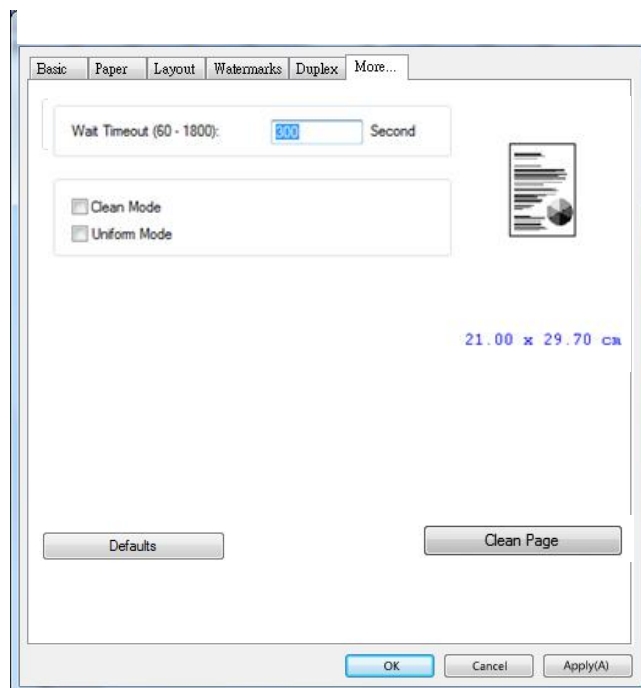 Basic Paper Layout Watermarks Duplex More...
Wait Timeout (60 - 1800): 300 Second
Clean Mode
Uniform Mode
21.00 x 29.70 cm
Defaults Clean Page
OK Cancel Apply(A)